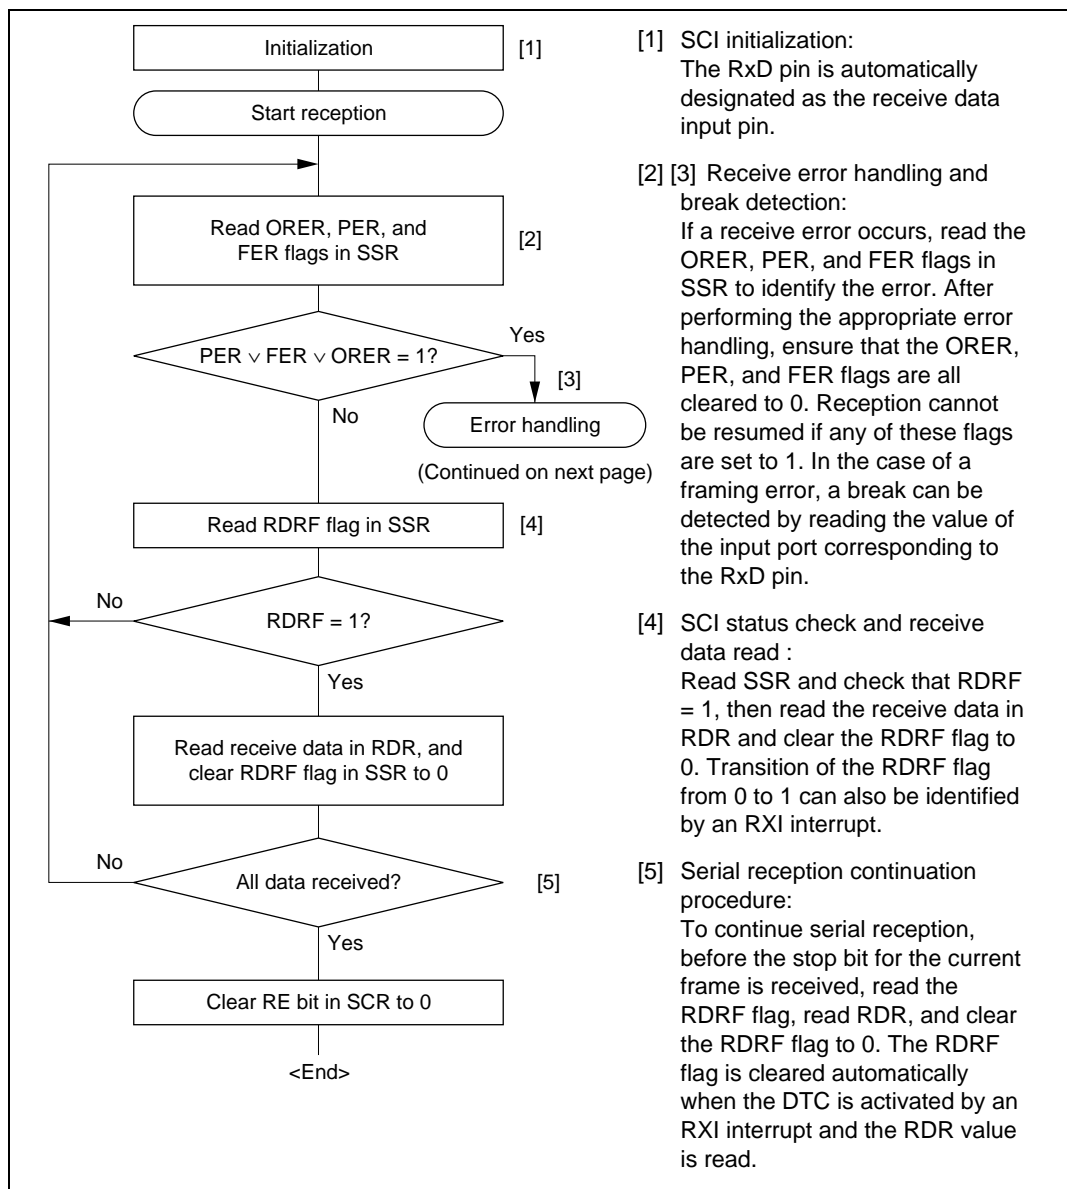 Initialization
[1]
Start reception
Read ORER, PER, and
FER flags in SSR
[2]
PER ∨ FER ∨ ORER = 1?
Yes
[3]
Error handling
(Continued on next page)
No
Read RDRF flag in SSR
[4]
No
RDRF = 1?
Yes
Read receive data in RDR, and
clear RDRF flag in SSR to 0
No
All data received?
[5]
Yes
Clear RE bit in SCR to 0
<End>
[1] SCI initialization:
The RxD pin is automatically
designated as the receive data
input pin.
[2] [3] Receive error handling and
break detection:
If a receive error occurs, read the
ORER, PER, and FER flags in
SSR to identify the error. After
performing the appropriate error
handling, ensure that the ORER,
PER, and FER flags are all
cleared to 0. Reception cannot
be resumed if any of these flags
are set to 1. In the case of a
framing error, a break can be
detected by reading the value of
the input port corresponding to
the RxD pin.
[4] SCI status check and receive
data read :
Read SSR and check that RDRF
= 1, then read the receive data in
RDR and clear the RDRF flag to
0. Transition of the RDRF flag
from 0 to 1 can also be identified
by an RXI interrupt.
[5] Serial reception continuation
procedure:
To continue serial reception,
before the stop bit for the current
frame is received, read the
RDRF flag, read RDR, and clear
the RDRF flag to 0. The RDRF
flag is cleared automatically
when the DTC is activated by an
RXI interrupt and the RDR value
is read.